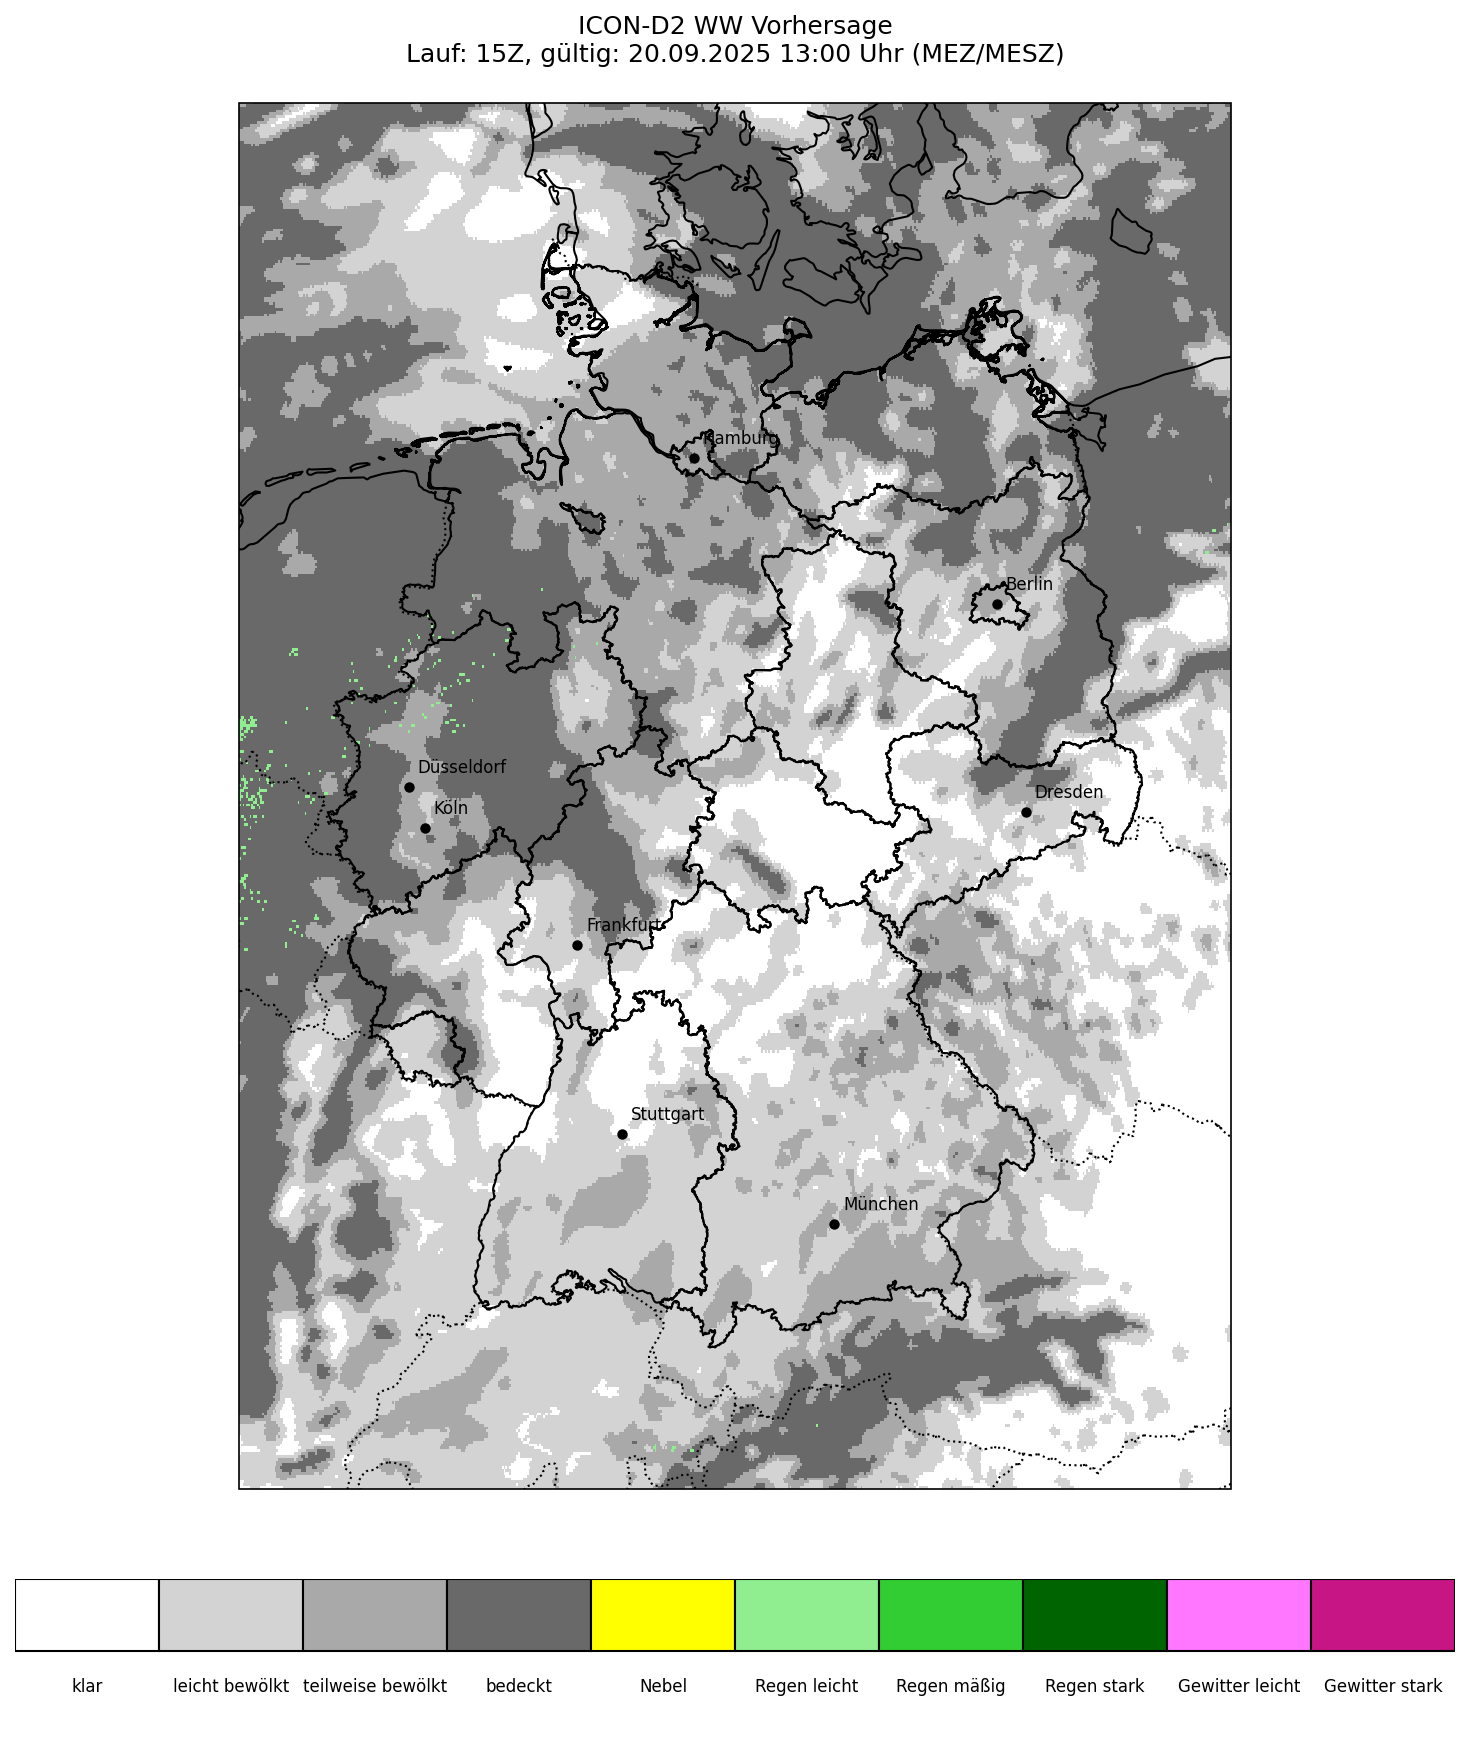 ICON-D2 WW Vorhersage
Lauf: 15Z, gültig: 20.09.2025 13:00 Uhr (MEZ/MESZ)
Hamburg
Berlin
Düsseldorf
Dresden
Köln
Frankfurt
Stuttgart
München
klar
leicht bewölkt
teilweise bewölkt
bedeckt
Nebel
Regen leicht
Regen mäßig
Regen stark
Gewitter leicht
Gewitter stark